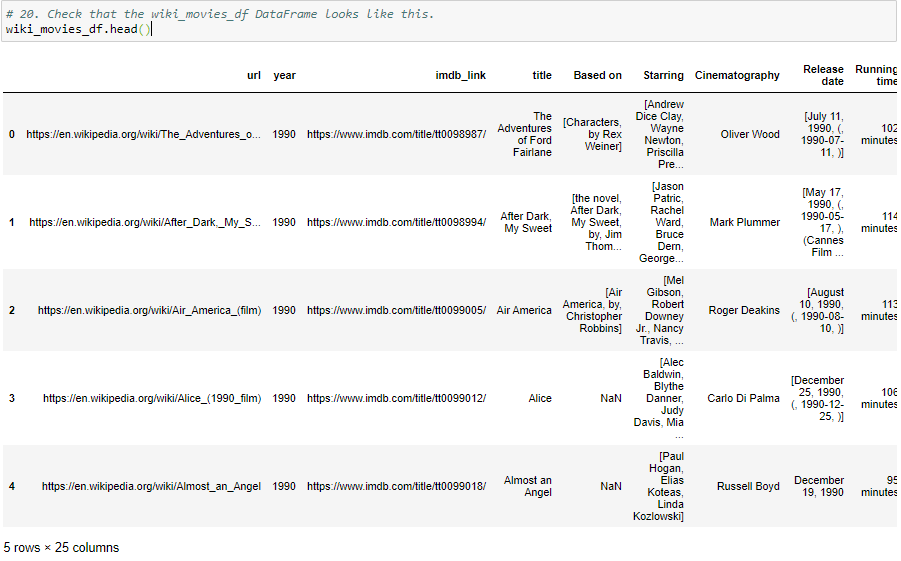 # 20. Check that the wiki_movies_df DataFrame looks like this.
wiki_movies_df.head()
url year imdb_link title Based on Starring Cinematography Release date Running time
0 https://en.wikipedia.org/wiki/The_Adventures_o... 1990 https://www.imdb.com/title/tt0098987/ The Adventures of Ford Fairlane [Characters, by Rex Weiner] [Andrew Dice Clay, Wayne Newton, Priscilla Pre... Oliver Wood [July 11, 1990, (, 1990-07-11, )] 102 minutes
1 https://en.wikipedia.org/wiki/After_Dark,_My_S... 1990 https://www.imdb.com/title/tt0098994/ After Dark, My Sweet [the novel, After Dark, My Sweet, by, Jim Thom... [Jason Patric, Rachel Ward, Bruce Dern, George... Mark Plummer [May 17, 1990, (, 1990-05-17, ), (Cannes Film ... 114 minutes
2 https://en.wikipedia.org/wiki/Air_America_(film) 1990 https://www.imdb.com/title/tt0099005/ Air America [Air America, by, Christopher Robbins] [Mel Gibson, Robert Downey Jr., Nancy Travis, ... Roger Deakins [August 10, 1990, (, 1990-08-10, )] 113 minutes
3 https://en.wikipedia.org/wiki/Alice_(1990_film) 1990 https://www.imdb.com/title/tt0099012/ Alice NaN [Alec Baldwin, Blythe Danner, Judy Davis, Mia ... Carlo Di Palma [December 25, 1990, (, 1990-12-25, )] 106 minutes
4 https://en.wikipedia.org/wiki/Almost_an_Angel 1990 https://www.imdb.com/title/tt0099018/ Almost an Angel NaN [Paul Hogan, Elias Koteas, Linda Kozlowski] Russell Boyd December 19, 1990 95 minutes
5 rows × 25 columns